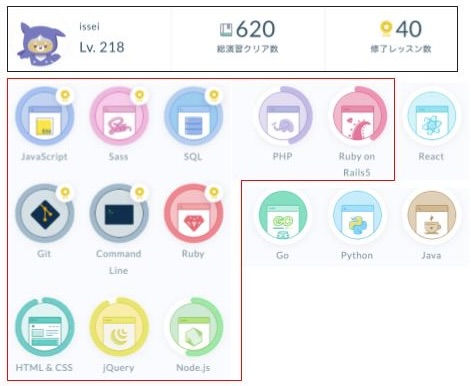 issei
Lv. 218
620
総演習クリア数
40
修了レッスン数
JavaScript
Sass
SQL
PHP
Ruby on
Rails5
React
Git
Command
Line
Ruby
Go
Python
Java
HTML & CSS
jQuery
Node.js